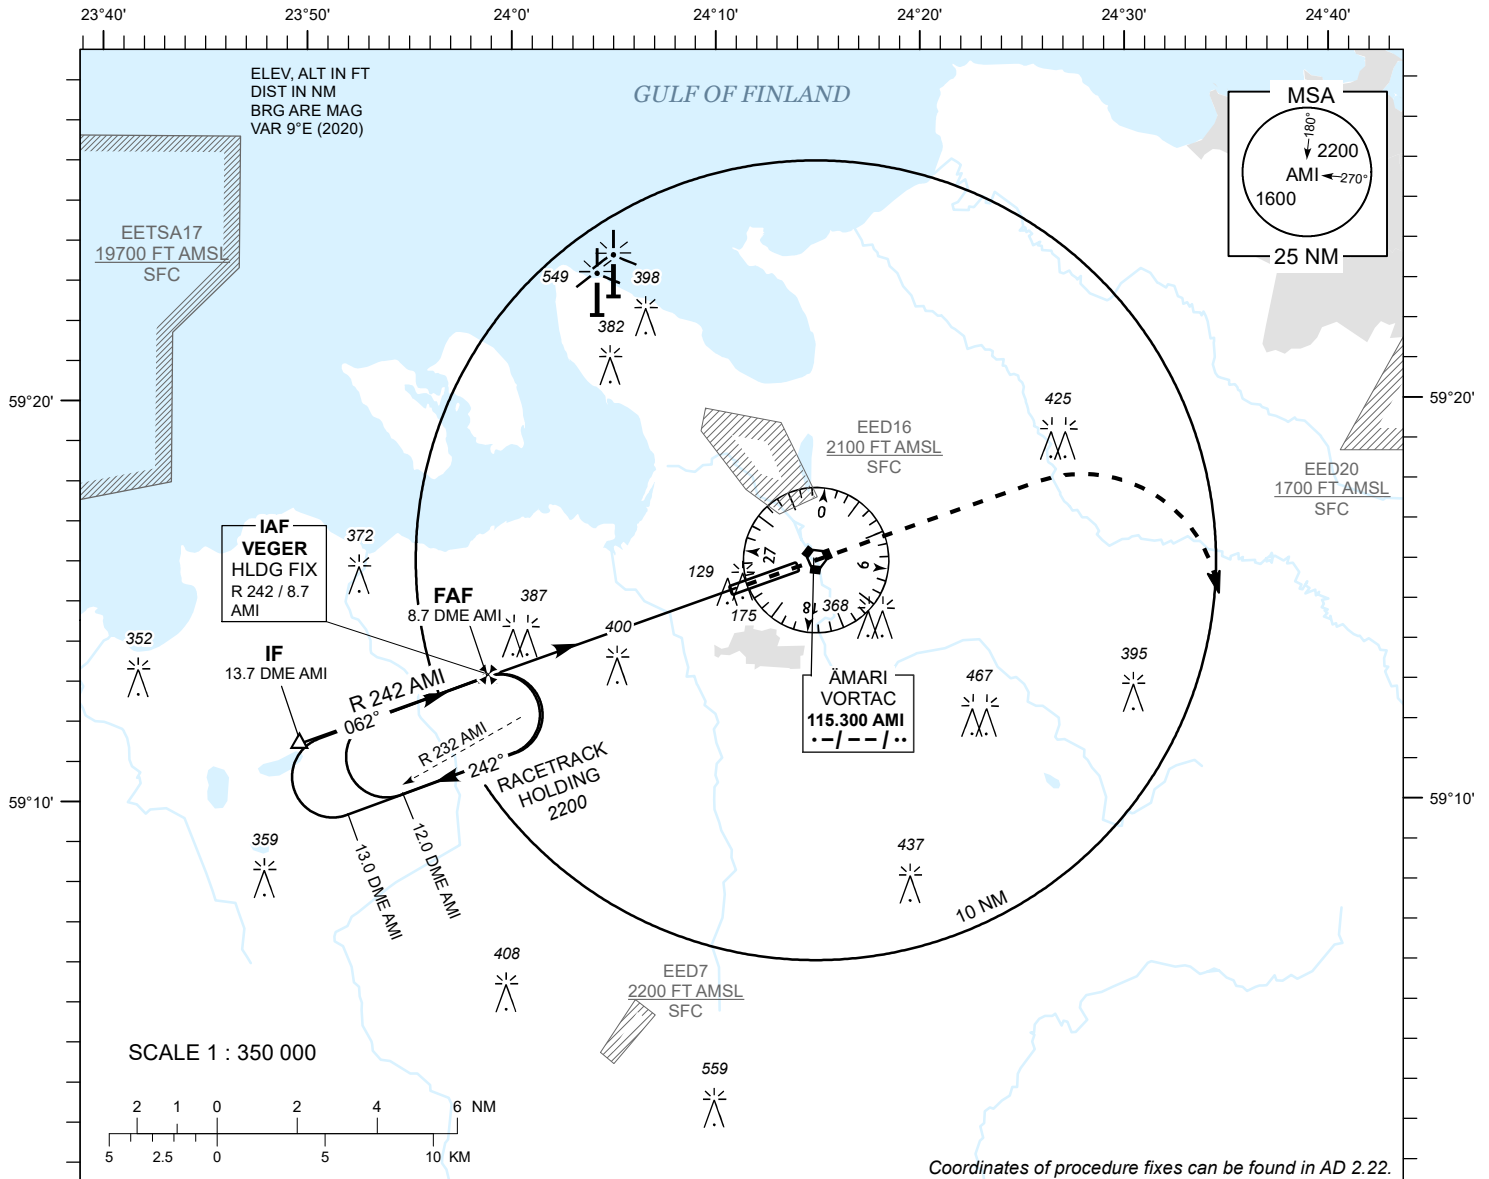 23°40'
23°50'
24°0'
24°10'
24°20'
24°30'
24°40'
ELEV, ALT IN FT
DIST IN NM
BRG ARE MAG
VAR 9°E (2020)
GULF OF FINLAND
MSA
180°
2200
AMI
270°
1600
25 NM
EETSA17
19700 FT AMSL
SFC
549
398
382
59°20'
59°20'
425
EED16
2100 FT AMSL
SFC
EED20
1700 FT AMSL
SFC
IAF
VEGER
HLDG FIX
R 242 / 8.7
AMI
372
0
27
9
18
129
175
368
FAF
8.7 DME AMI
387
400
352
IF
13.7 DME AMI
R 242 AMI
062°
R 232 AMI
242°
RACETRACK
HOLDING
2200
ÄMARI
VORTAC
115.300 AMI
·–/––/··
467
395
59°10'
59°10'
12.0 DME AMI
13.0 DME AMI
359
437
10 NM
408
EED7
2200 FT AMSL
SFC
559
SCALE 1 : 350 000
2 1 0 2 4 6 NM
5 2.5 0 5 10 KM
Coordinates of procedure fixes can be found in AD 2.22.